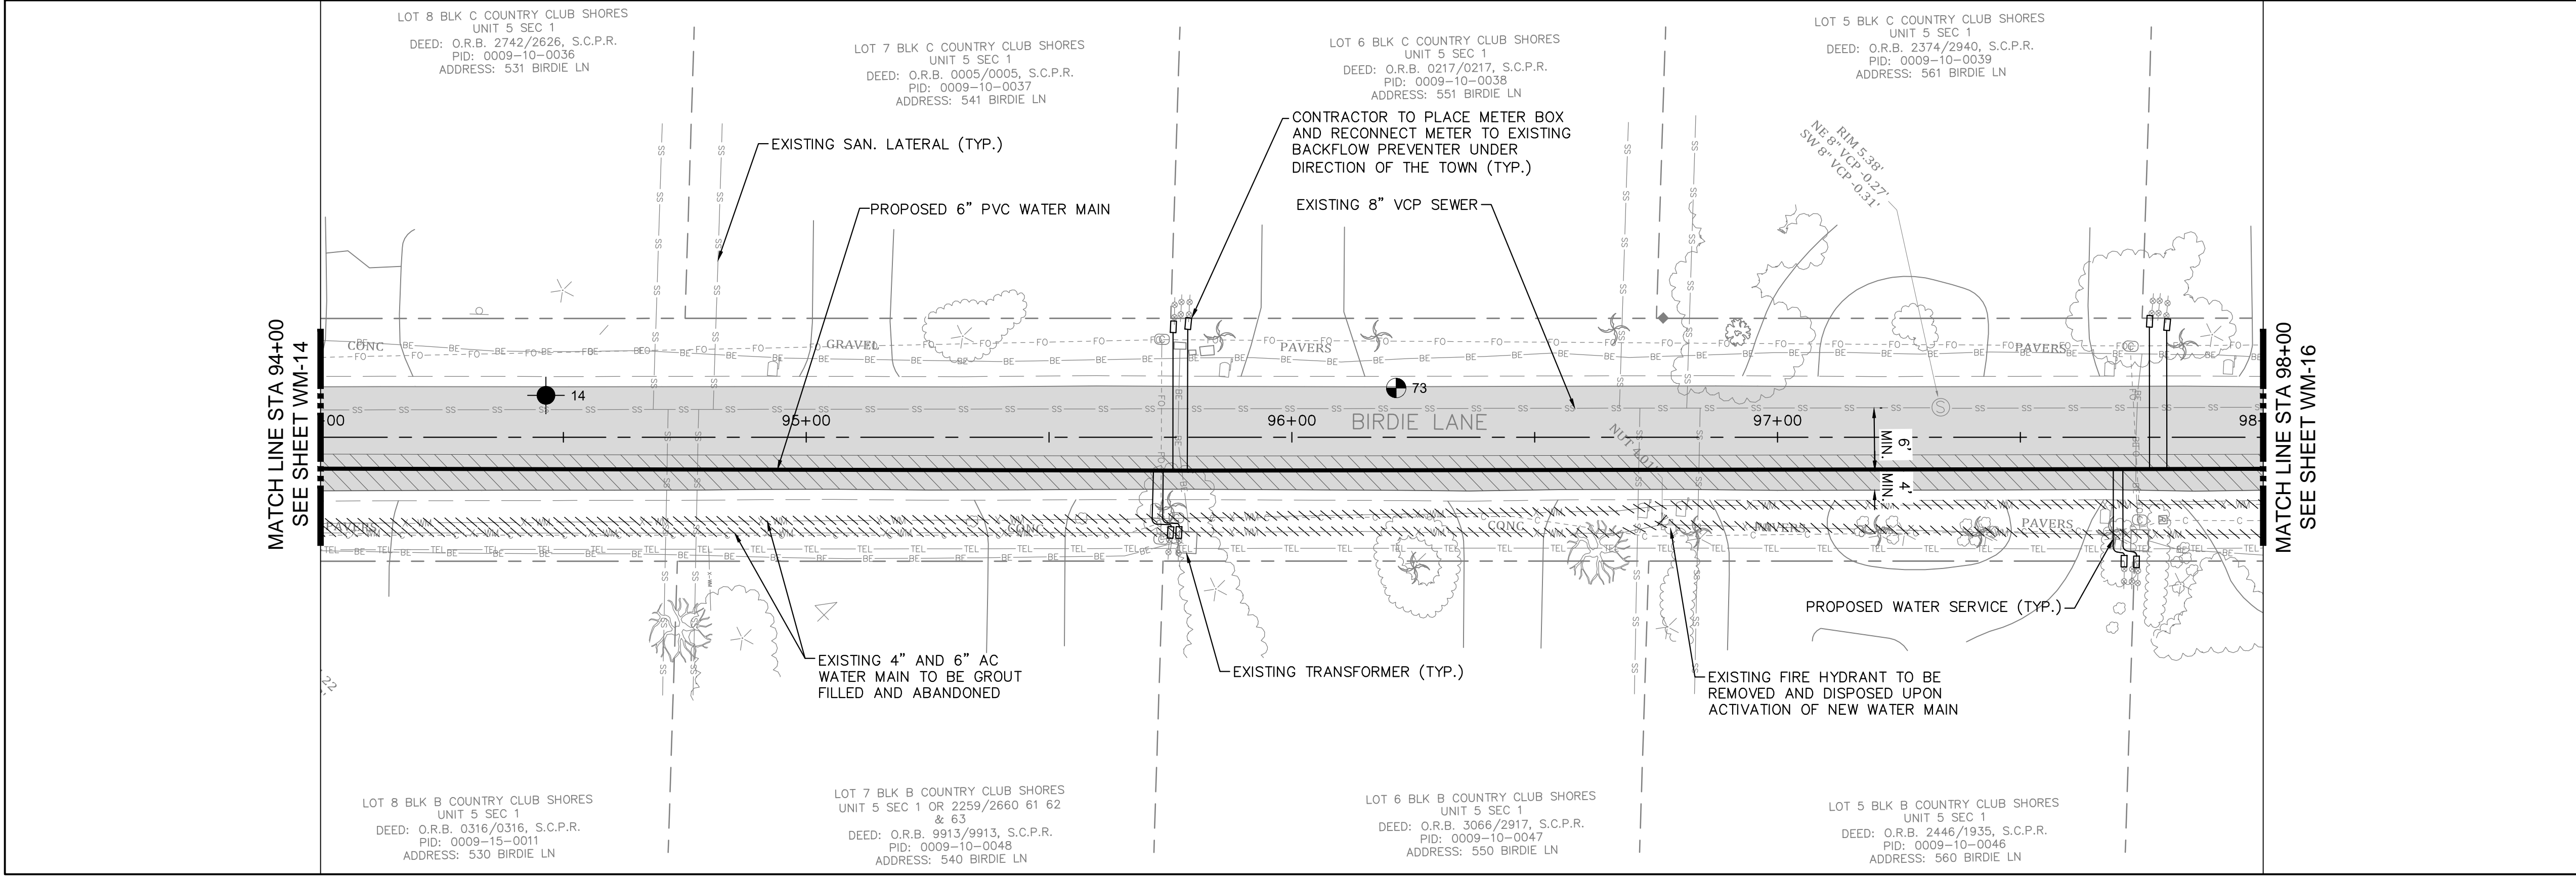 LOT 8 BLK C COUNTRY CLUB SHORES
UNIT 5 SEC 1
DEED: O.R.B. 2742/2626, S.C.P.R.
PID: 0009-10-0036
ADDRESS: 531 BIRDIE LN
LOT 7 BLK C COUNTRY CLUB SHORES
UNIT 5 SEC 1
DEED: O.R.B. 0005/0005, S.C.P.R.
PID: 0009-10-0037
ADDRESS: 541 BIRDIE LN
LOT 6 BLK C COUNTRY CLUB SHORES
UNIT 5 SEC 1
DEED: O.R.B. 0217/0217, S.C.P.R.
PID: 0009-10-0038
ADDRESS: 551 BIRDIE LN
LOT 5 BLK C COUNTRY CLUB SHORES
UNIT 5 SEC 1
DEED: O.R.B. 2374/2940, S.C.P.R.
PID: 0009-10-0039
ADDRESS: 561 BIRDIE LN
EXISTING SAN. LATERAL (TYP.)
PROPOSED 6" PVC WATER MAIN
CONTRACTOR TO PLACE METER BOX
AND RECONNECT METER TO EXISTING
BACKFLOW PREVENTER UNDER
DIRECTION OF THE TOWN (TYP.)
EXISTING 8" VCP SEWER
RIM 5.38'
NE 8" VCP -0.27'
SW 8" VCP -0.31'
MATCH LINE STA 94+00
SEE SHEET WM-14
CONC
GRAVEL
PAVERS
PAVERS
14
73
+00
95+00
96+00
BIRDIE LANE
97+00
98+
6'
MIN.
4'
MIN.
PAVERS
CONC
CONC
PAVERS
PAVERS
MATCH LINE STA 98+00
SEE SHEET WM-16
EXISTING 4" AND 6" AC
WATER MAIN TO BE GROUT
FILLED AND ABANDONED
EXISTING TRANSFORMER (TYP.)
PROPOSED WATER SERVICE (TYP.)
EXISTING FIRE HYDRANT TO BE
REMOVED AND DISPOSED UPON
ACTIVATION OF NEW WATER MAIN
LOT 8 BLK B COUNTRY CLUB SHORES
UNIT 5 SEC 1
DEED: O.R.B. 0316/0316, S.C.P.R.
PID: 0009-15-0011
ADDRESS: 530 BIRDIE LN
LOT 7 BLK B COUNTRY CLUB SHORES
UNIT 5 SEC 1 OR 2259/2660 61 62
& 63
DEED: O.R.B. 9913/9913, S.C.P.R.
PID: 0009-10-0048
ADDRESS: 540 BIRDIE LN
LOT 6 BLK B COUNTRY CLUB SHORES
UNIT 5 SEC 1
DEED: O.R.B. 3066/2917, S.C.P.R.
PID: 0009-10-0047
ADDRESS: 550 BIRDIE LN
LOT 5 BLK B COUNTRY CLUB SHORES
UNIT 5 SEC 1
DEED: O.R.B. 2446/1935, S.C.P.R.
PID: 0009-10-0046
ADDRESS: 560 BIRDIE LN